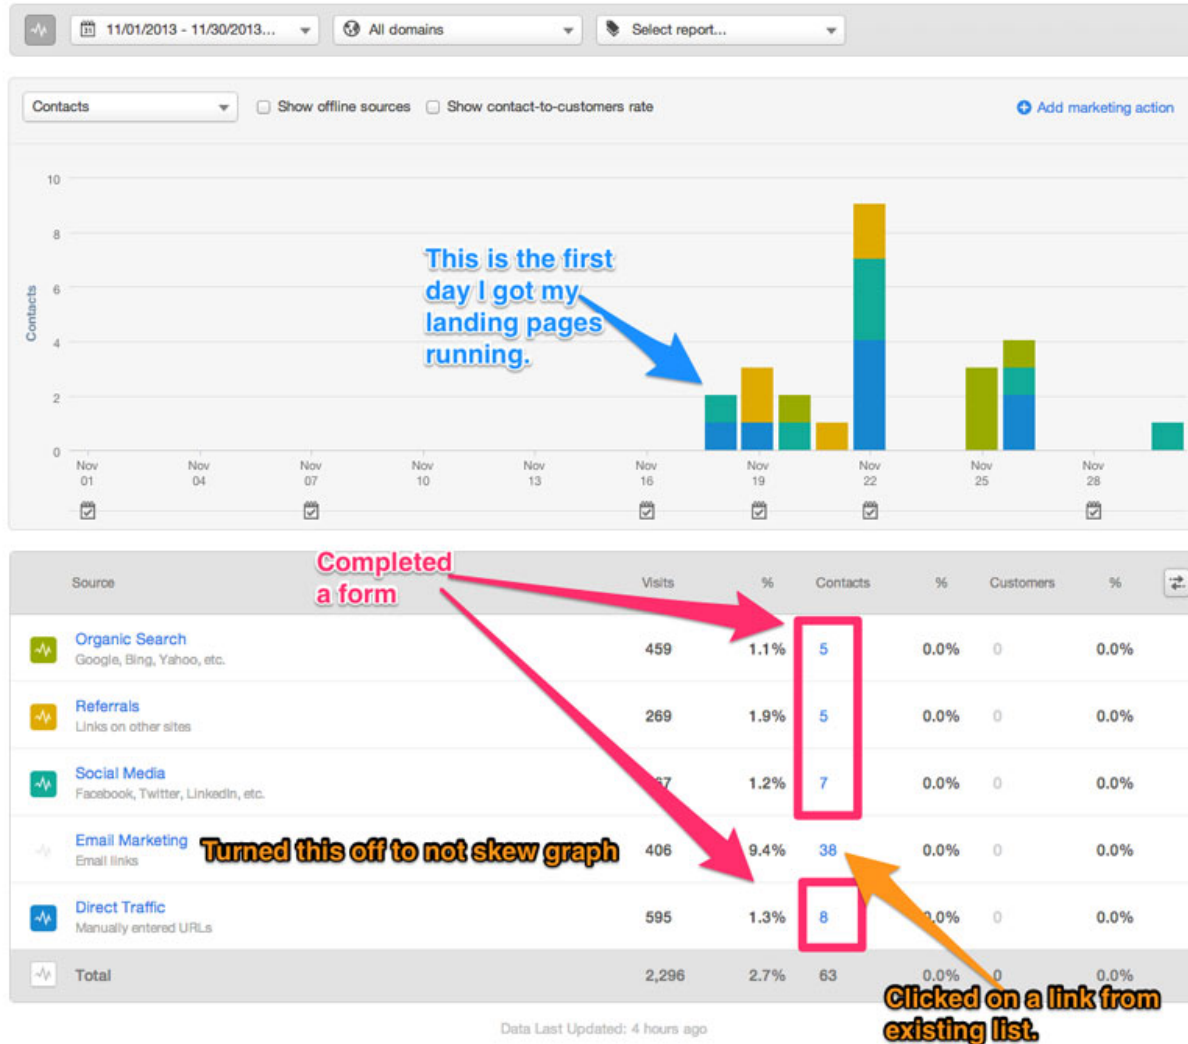 11/01/2013 - 11/30/2013...
All domains
Select report...
Contacts
Show offline sources
Show contact-to-customers rate
Add marketing action
10
8
6
4
2
0
Contacts
This is the first
day I got my
landing pages
running.
Nov 01
Nov 04
Nov 07
Nov 10
Nov 13
Nov 16
Nov 19
Nov 22
Nov 25
Nov 28
Completed
a form
Source Visits % Contacts % Customers %
Organic Search 459 1.1% 5 0.0% 0 0.0%
Google, Bing, Yahoo, etc.
Referrals 269 1.9% 5 0.0% 0 0.0%
Links on other sites
Social Media 1.2% 7 0.0% 0 0.0%
Facebook, Twitter, LinkedIn, etc.
Email Marketing 406 9.4% 38 0.0% 0 0.0%
Email links
Turned this off to not skew graph
Direct Traffic 595 1.3% 8 0.0% 0 0.0%
Manually entered URLs
Total 2,296 2.7% 63 0.0% 0 0.0%
Clicked on a link from
existing list.
Data Last Updated: 4 hours ago